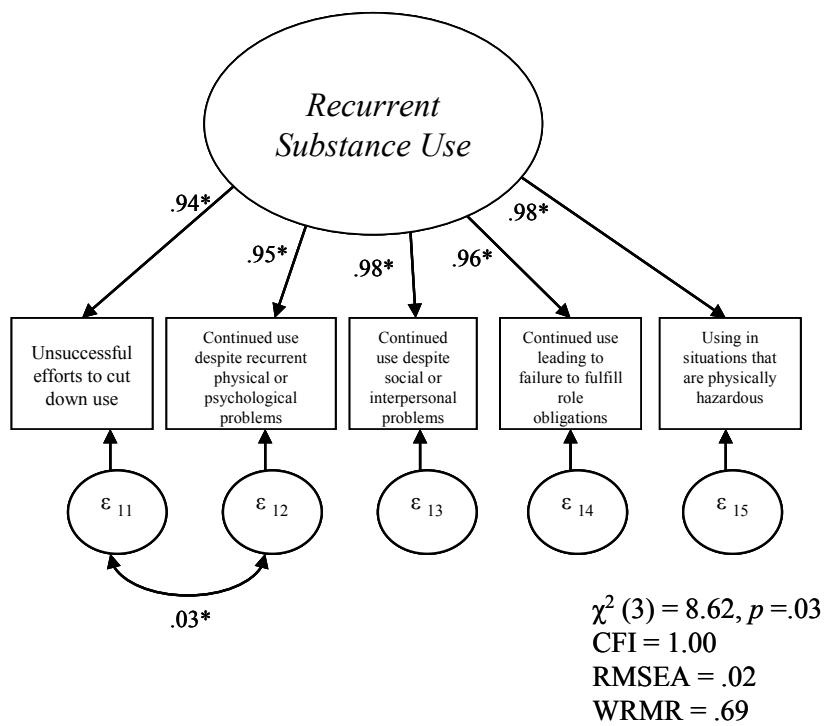 Recurrent
Substance Use
.94*
.95*
.98*
.96*
.98*
Unsuccessful
efforts to cut
down use
Continued use
despite recurrent
physical or
psychological
problems
Continued
use despite
social or
interpersonal
problems
Continued use
leading to
failure to fulfill
role
obligations
Using in
situations that
are physically
hazardous
ε 11
ε 12
ε 13
ε 14
ε 15
.03*
χ² (3) = 8.62, p =.03
CFI = 1.00
RMSEA = .02
WRMR = .69